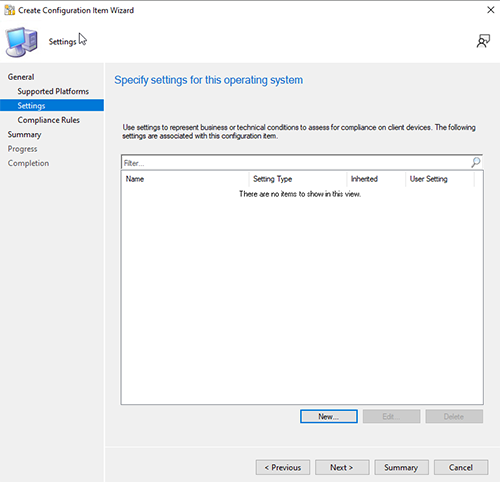 Create Configuration Item Wizard
Settings
General
Supported Platforms
Settings
Compliance Rules
Summary
Progress
Completion
Specify settings for this operating system
Use settings to represent business or technical conditions to assess for compliance on client devices. The following
settings are associated with this configuration item.
Filter...
Name Setting Type Inherited User Setting
There are no items to show in this view.
New... Edit... Delete
< Previous Next > Summary Cancel